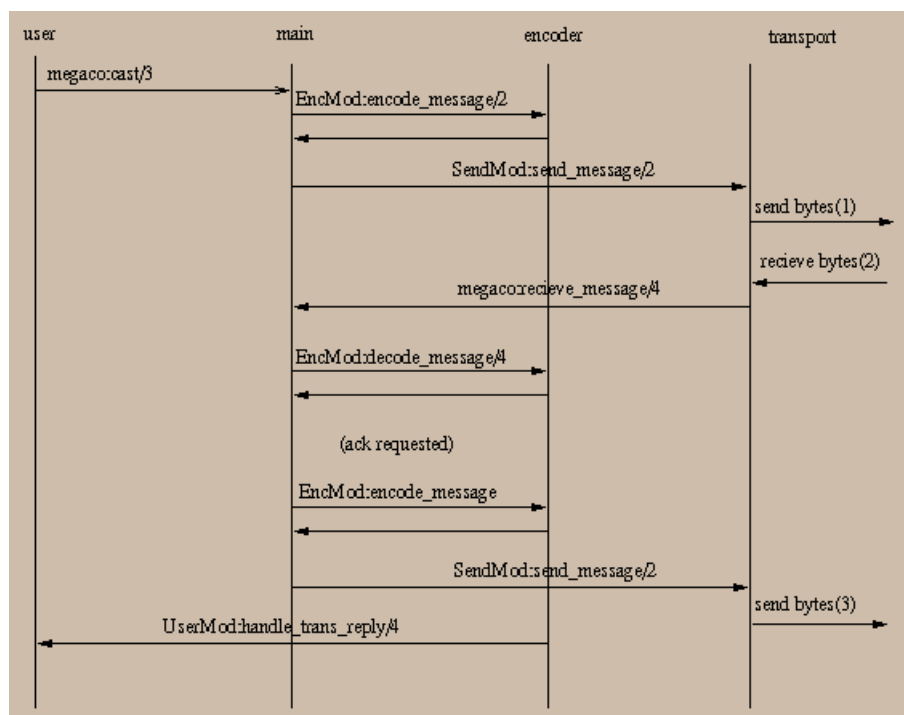 user main encoder transport
megaco:cast/3
EncMod:encode_message/2
SendMod:send_message/2
send bytes(1)
recieve bytes(2)
megaco:recieve_message/4
EncMod:decode_message/4
(ack requested)
EncMod:encode_message
SendMod:send_message/2
send bytes(3)
UserMod:handle_trans_reply/4